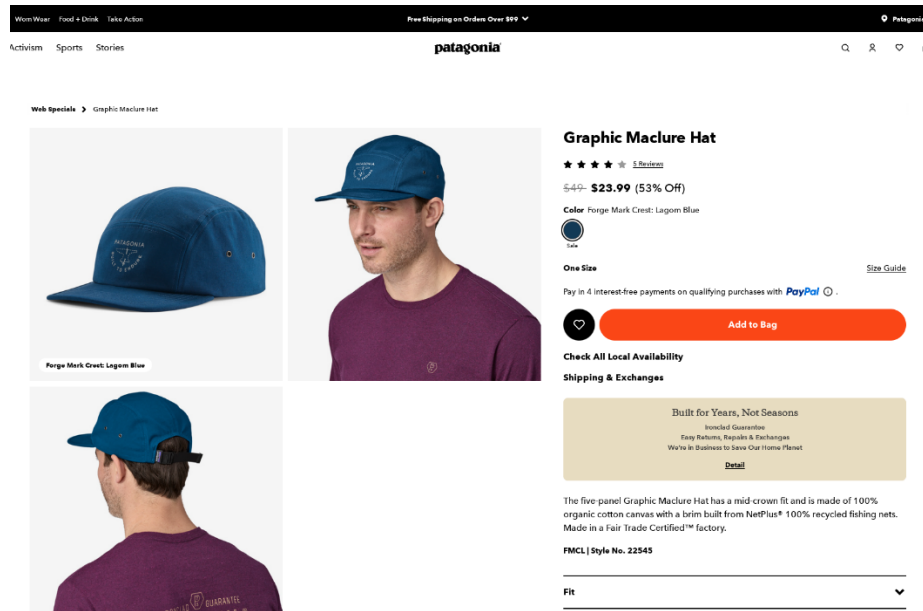 Worn Wear Food + Drink Take Action
Free Shipping on Orders Over $99
Patagonia
Activism Sports Stories
patagonia
Web Specials > Graphic Maclure Hat
PATAGONIA
Forge Mark Crest: Lagom Blue
GUARANTEE
Graphic Maclure Hat
5 Reviews
$49 $23.99 (53% Off)
Color Forge Mark Crest: Lagom Blue
Sale
One Size Size Guide
Pay in 4 interest-free payments on qualifying purchases with PayPal ⓘ .
Add to Bag
Check All Local Availability
Shipping & Exchanges
Built for Years, Not Seasons
Ironclad Guarantee
Easy Returns, Repairs & Exchanges
We're in Business to Save Our Home Planet
Detail
The five-panel Graphic Maclure Hat has a mid-crown fit and is made of 100%
organic cotton canvas with a brim built from NetPlus® 100% recycled fishing nets.
Made in a Fair Trade Certified™ factory.
FMCL | Style No. 22545
Fit